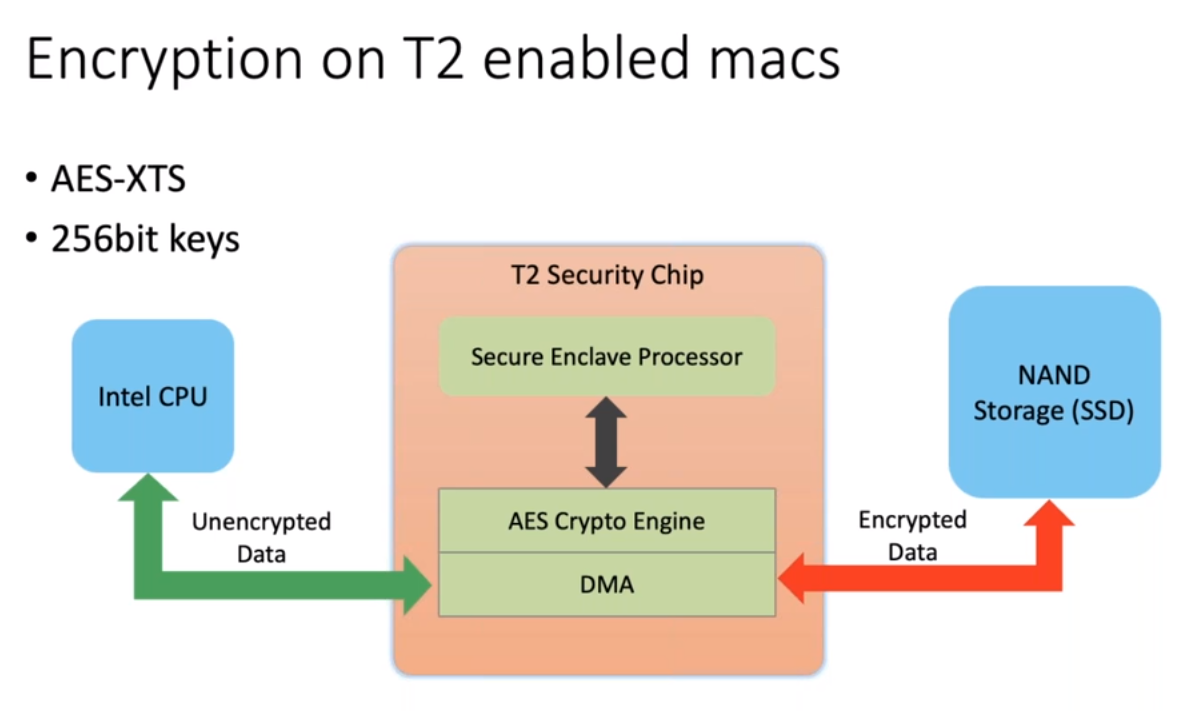 Encryption on T2 enabled macs
• AES-XTS
• 256bit keys
T2 Security Chip
Secure Enclave Processor
Intel CPU
NAND
Storage (SSD)
Unencrypted
Data
AES Crypto Engine
DMA
Encrypted
Data